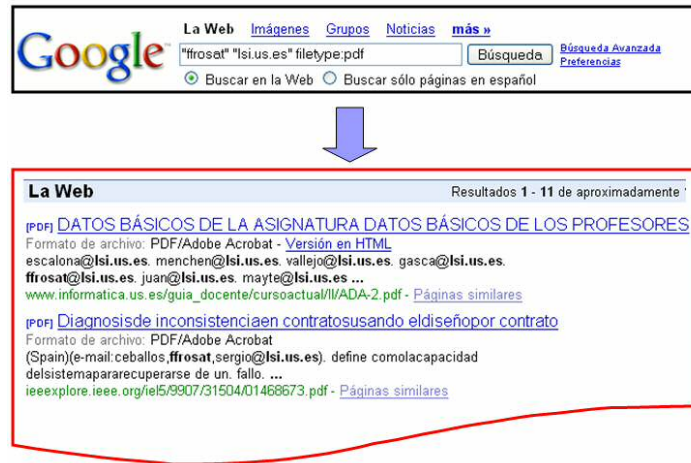 La Web Imágenes Grupos Noticias más »
Google
"ffrosat" "lsi.us.es" filetype:pdf Búsqueda Búsqueda Avanzada
Preferencias
Buscar en la Web Buscar sólo páginas en español
La Web Resultados 1 - 11 de aproximadamente
[PDF] DATOS BÁSICOS DE LA ASIGNATURA DATOS BÁSICOS DE LOS PROFESORES
Formato de archivo: PDF/Adobe Acrobat - Versión en HTML
escalona@lsi.us.es. menchen@lsi.us.es. vallejo@lsi.us.es. gasca@lsi.us.es.
ffrosat@lsi.us.es. juan@lsi.us.es. mayte@lsi.us.es ...
www.informatica.us.es/guia_docente/cursoactual/II/ADA-2.pdf - Páginas similares
[PDF] Diagnosisde inconsistenciaen contratosusando eldiseñopor contrato
Formato de archivo: PDF/Adobe Acrobat
(Spain)(e-mail:ceballos,ffrosat,sergio@lsi.us.es). define comolacapacidad
delsistemapararecuperarse de un. fallo. ...
ieeexplore.ieee.org/iel5/9907/31504/01468673.pdf - Páginas similares